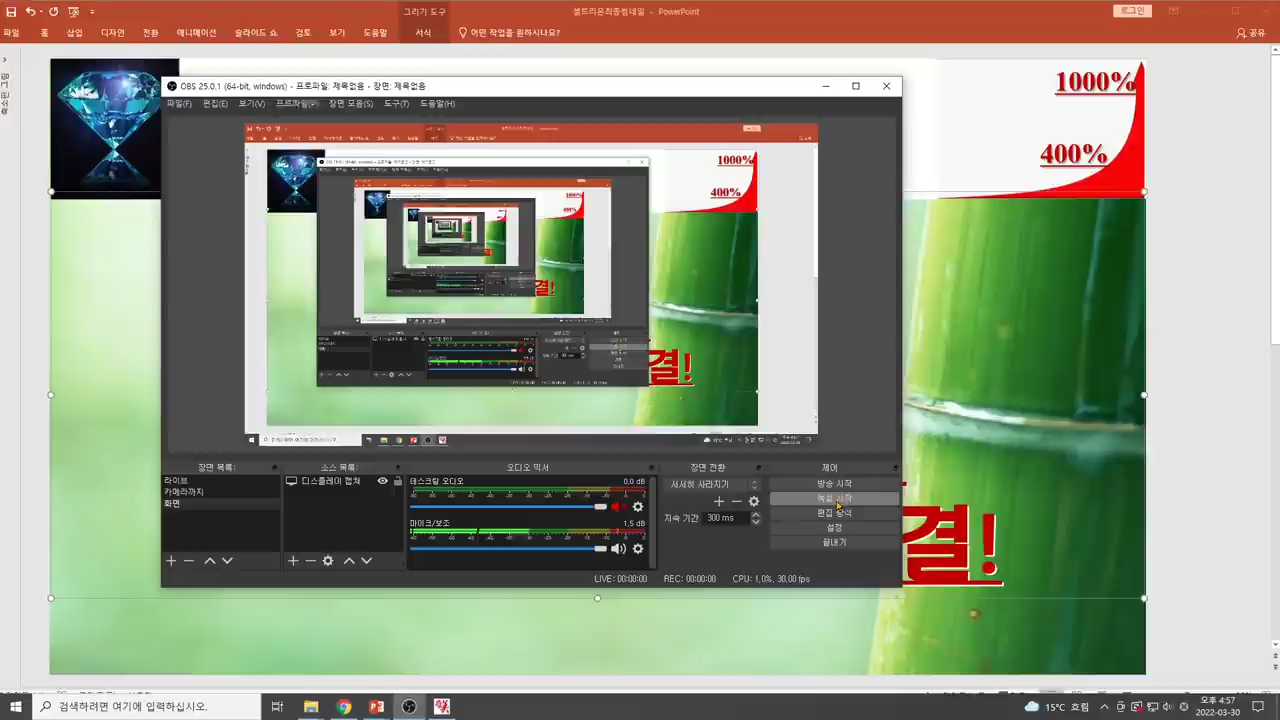 그리기 도구
셀트리온최종썸네일 - PowerPoint
로그인
파일 홈 삽입 디자인 전환 애니메이션 슬라이드 쇼 검토 보기 도움말 서식 어떤 작업을 원하시나요? 공유
1000%
400%
OBS 25.0.1 (64-bit, windows) - 프로파일: 제목없음 - 장면: 제목없음
파일(F) 편집(E) 보기(V) 프로파일(P) 장면 모음(S) 도구(T) 도움말(H)
1000%
400%
결!
장면 목록: 소스 목록: 오디오 믹서 장면 전환 제어
라이브
카메라까지
화면
디스플레이 캡쳐
데스크탑 오디오 0.0 dB
마이크/보조 1.5 dB
서서히 사라지기
지속 기간 300 ms
방송 시작
녹화 시작
편집 방식
설정
끝내기
LIVE: 00:00:00 REC: 00:00:00 CPU: 1.0%, 30.00 fps
결!
검색하려면 여기에 입력하십시오.
15°C 흐림
오후 4:57
2022-03-30